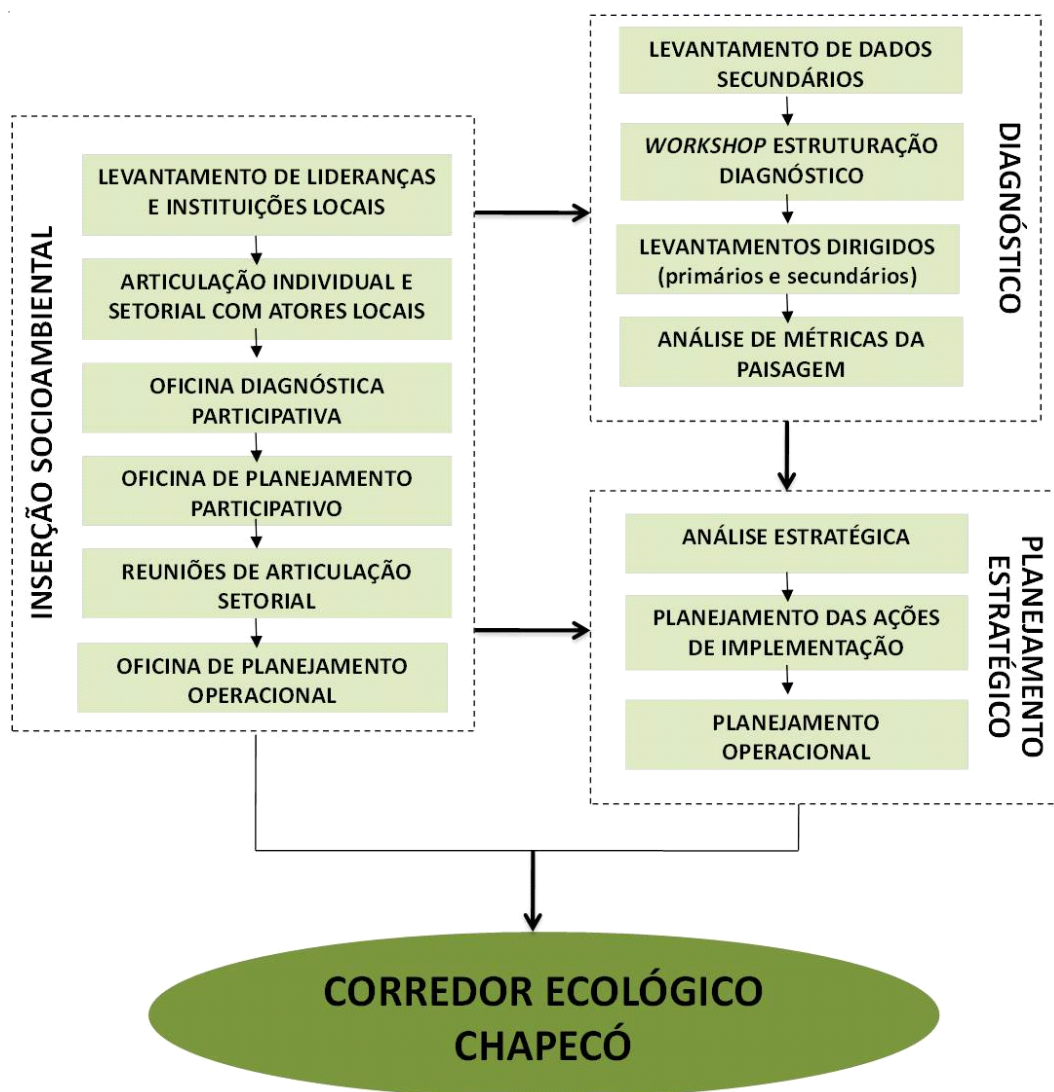 INSERÇÃO SOCIOAMBIENTAL
LEVANTAMENTO DE LIDERANÇAS
E INSTITUIÇÕES LOCAIS
ARTICULAÇÃO INDIVIDUAL E
SETORIAL COM ATORES LOCAIS
OFICINA DIAGNÓSTICA
PARTICIPATIVA
OFICINA DE PLANEJAMENTO
PARTICIPATIVO
REUNIÕES DE ARTICULAÇÃO
SETORIAL
OFICINA DE PLANEJAMENTO
OPERACIONAL
LEVANTAMENTO DE DADOS
SECUNDÁRIOS
WORKSHOP ESTRUTURAÇÃO
DIAGNÓSTICO
LEVANTAMENTOS DIRIGIDOS
(primários e secundários)
ANÁLISE DE MÉTRICAS DA
PAISAGEM
DIAGNÓSTICO
ANÁLISE ESTRATÉGICA
PLANEJAMENTO DAS AÇÕES
DE IMPLEMENTAÇÃO
PLANEJAMENTO
OPERACIONAL
PLANEJAMENTO
ESTRATÉGICO
CORREDOR ECOLÓGICO
CHAPECÓ